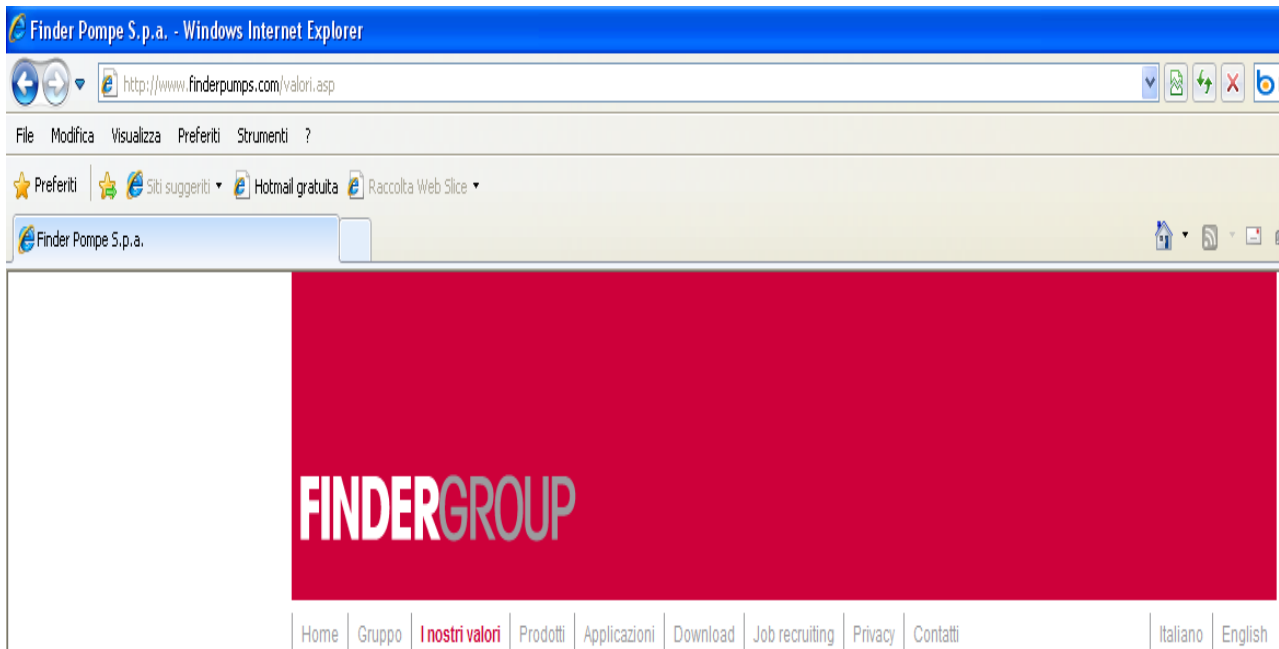 Finder Pompe S.p.a. - Windows Internet Explorer
http://www.finderpumps.com/valori.asp
File Modifica Visualizza Preferiti Strumenti ?
Preferiti Siti suggeriti Hotmail gratuita Raccolta Web Slice
Finder Pompe S.p.a.
FINDERGROUP
Home Gruppo I nostri valori Prodotti Applicazioni Download Job recruiting Privacy Contatti Italiano English